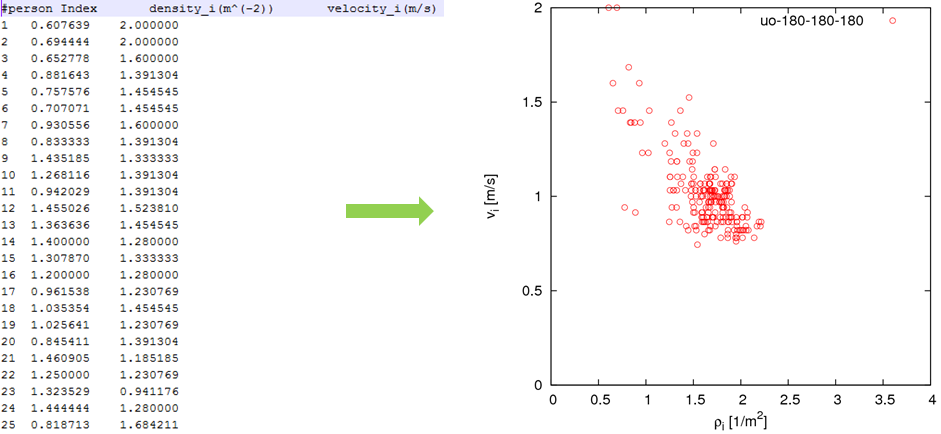 #person Index density_i(m^(-2)) velocity_i(m/s)
1 0.607639 2.000000
2 0.694444 2.000000
3 0.652778 1.600000
4 0.881643 1.391304
5 0.757576 1.454545
6 0.707071 1.454545
7 0.930556 1.600000
8 0.833333 1.391304
9 1.435185 1.333333
10 1.268116 1.391304
11 0.942029 1.391304
12 1.455026 1.523810
13 1.363636 1.454545
14 1.400000 1.280000
15 1.307870 1.333333
16 1.200000 1.280000
17 0.961538 1.230769
18 1.035354 1.454545
19 1.025641 1.230769
20 0.845411 1.391304
21 1.460905 1.185185
22 1.250000 1.230769
23 1.323529 0.941176
24 1.444444 1.280000
25 0.818713 1.684211
uo-180-180-180
2
1.5
1
0.5
0
vi [m/s]
0 0.5 1 1.5 2 2.5 3 3.5 4
ρi [1/m²]